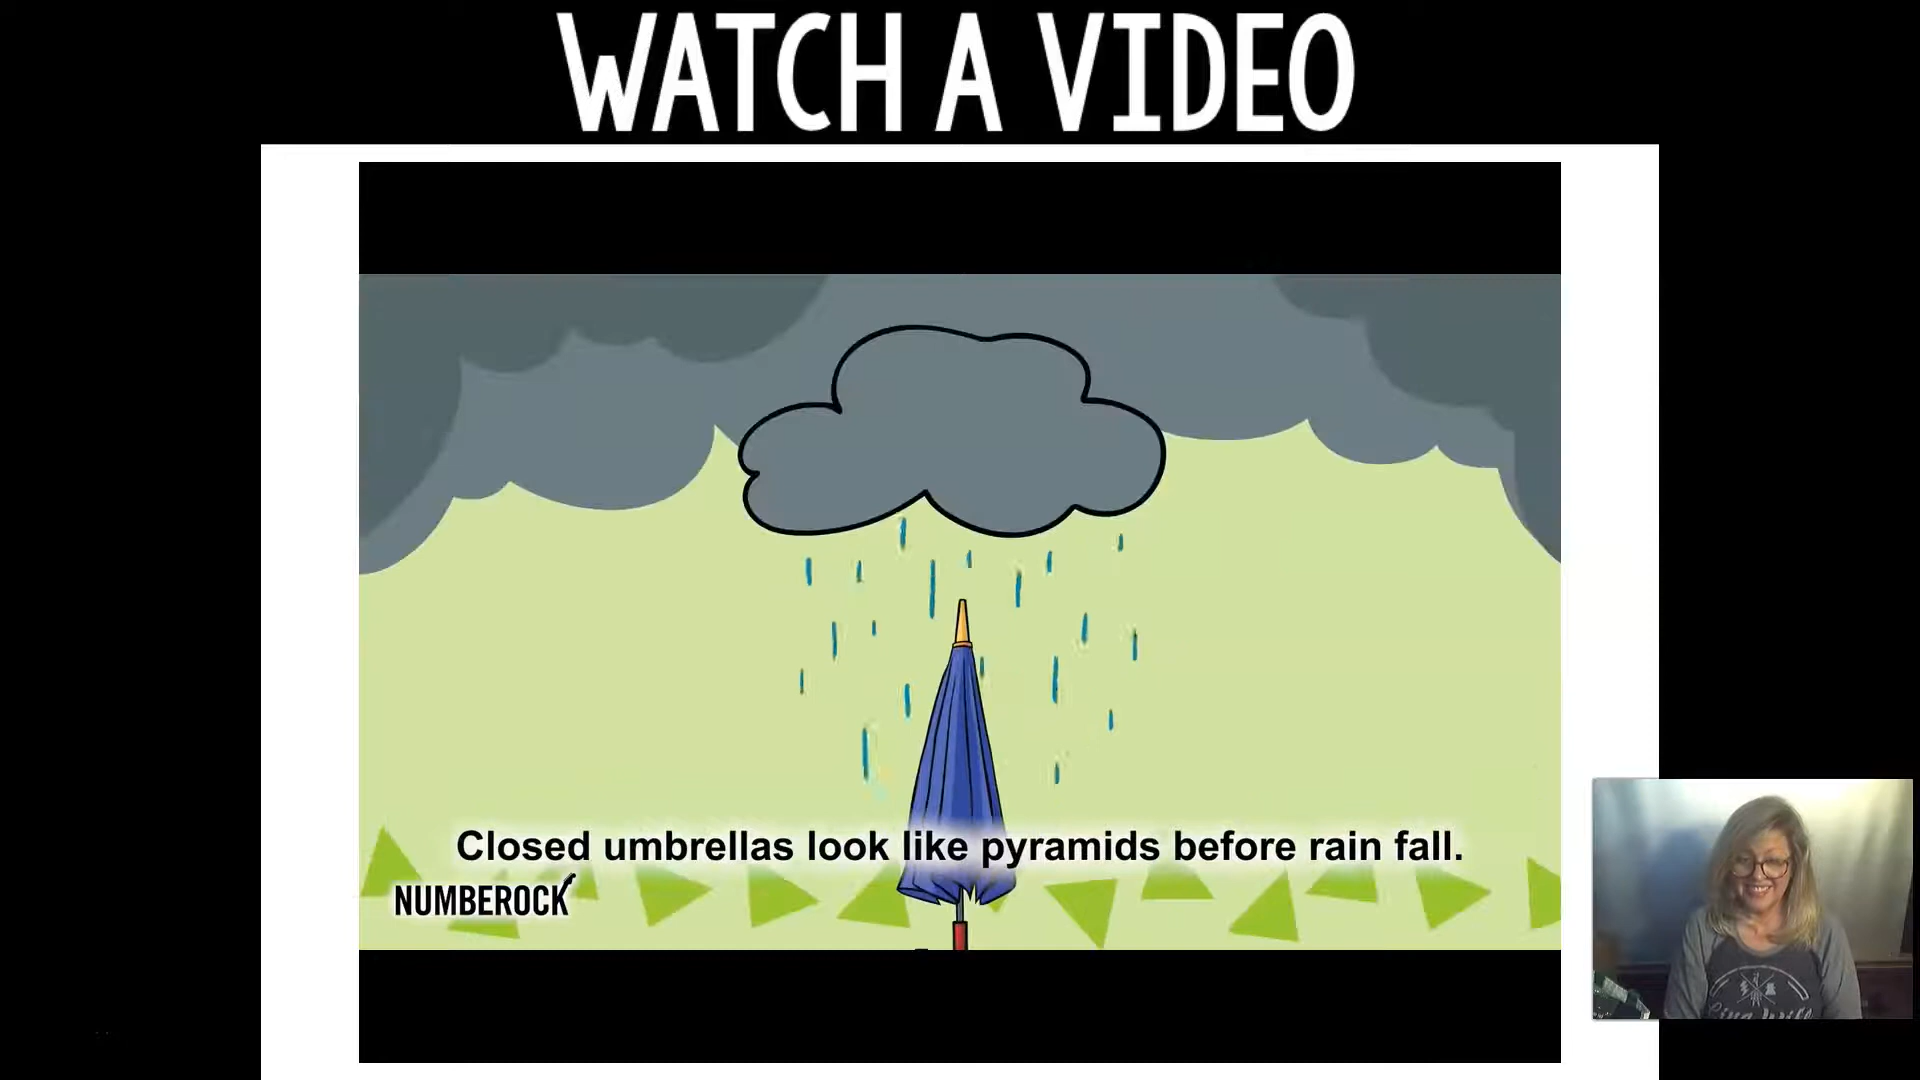 WATCH A VIDEO
Closed umbrellas look like pyramids before rain fall.
NUMBEROCK